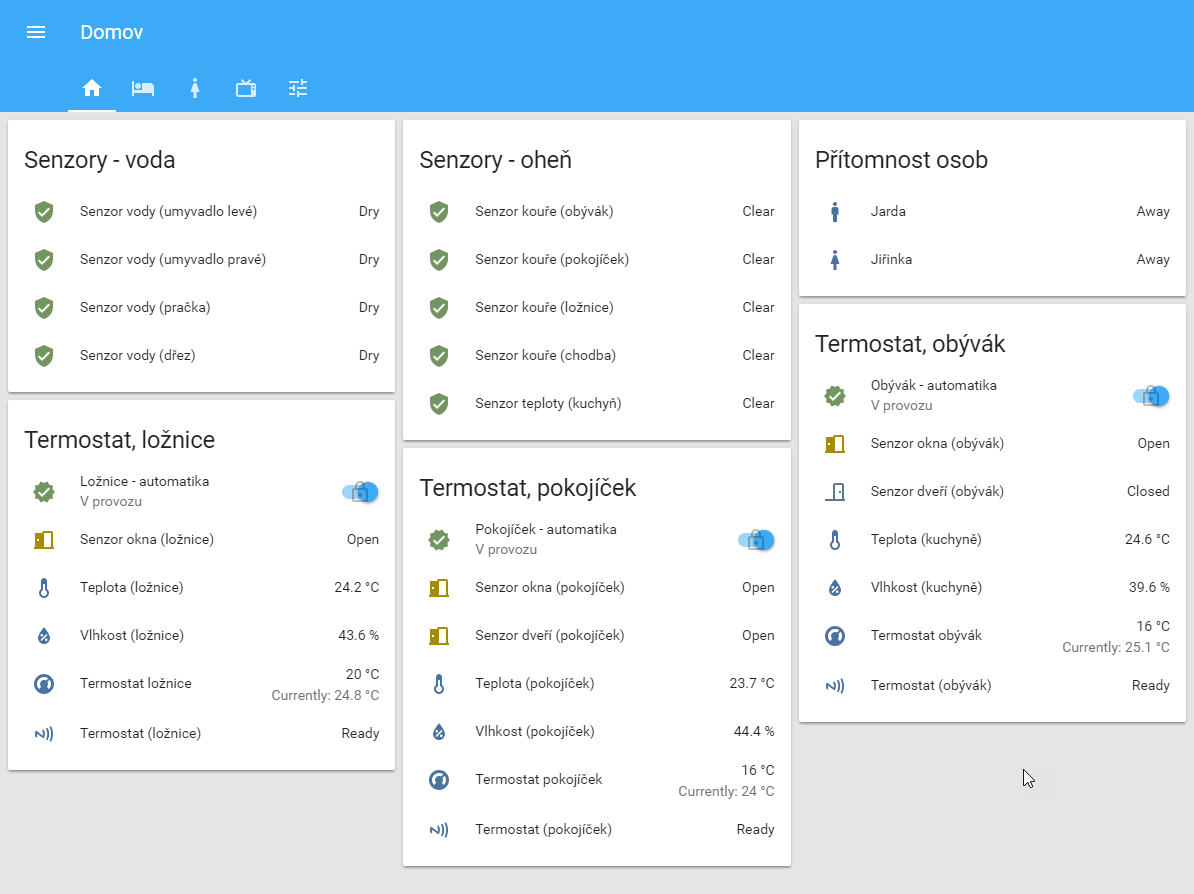 Domov
Senzory - voda
Senzor vody (umyvadlo levé) Dry
Senzor vody (umyvadlo pravé) Dry
Senzor vody (pračka) Dry
Senzor vody (dřez) Dry
Termostat, ložnice
Ložnice - automatika
V provozu
Senzor okna (ložnice) Open
Teplota (ložnice) 24.2 °C
Vlhkost (ložnice) 43.6 %
Termostat ložnice 20 °C
Currently: 24.8 °C
Termostat (ložnice) Ready
Senzory - oheň
Senzor kouře (obývák) Clear
Senzor kouře (pokojíček) Clear
Senzor kouře (ložnice) Clear
Senzor kouře (chodba) Clear
Senzor teploty (kuchyň) Clear
Termostat, pokojíček
Pokojíček - automatika
V provozu
Senzor okna (pokojíček) Open
Senzor dveří (pokojíček) Open
Teplota (pokojíček) 23.7 °C
Vlhkost (pokojíček) 44.4 %
Termostat pokojíček 16 °C
Currently: 24 °C
Termostat (pokojíček) Ready
Přítomnost osob
Jarda Away
Jiřinka Away
Termostat, obývák
Obývák - automatika
V provozu
Senzor okna (obývák) Open
Senzor dveří (obývák) Closed
Teplota (kuchyně) 24.6 °C
Vlhkost (kuchyně) 39.6 %
Termostat obývák 16 °C
Currently: 25.1 °C
Termostat (obývák) Ready